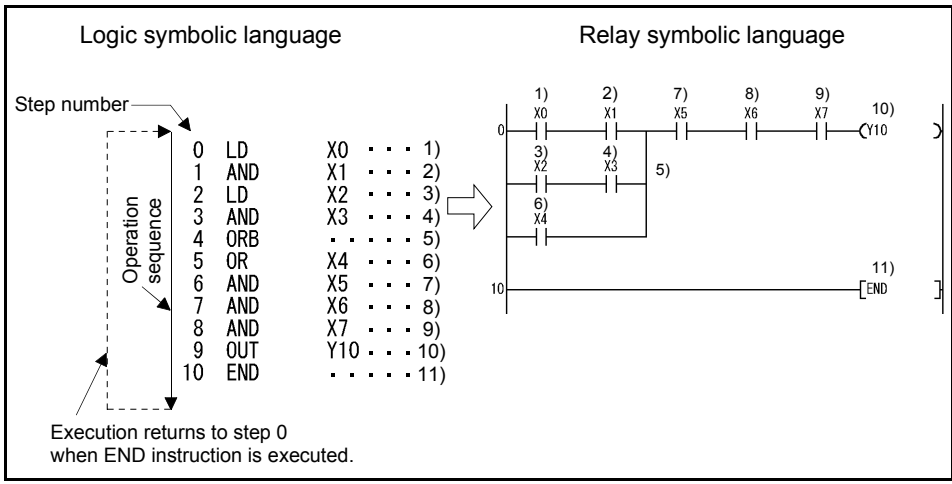 Logic symbolic language
Relay symbolic language
Step number
Operation sequence
0 LD X0 · · · 1)
1 AND X1 · · · 2)
2 LD X2 · · · 3)
3 AND X3 · · · 4)
4 ORB · · · · · 5)
5 OR X4 · · · 6)
6 AND X5 · · · 7)
7 AND X6 · · · 8)
8 AND X7 · · · 9)
9 OUT Y10 · · · 10)
10 END · · · · · 11)
Execution returns to step 0
when END instruction is executed.
1) 2) 7) 8) 9) 10)
X0 X1 X5 X6 X7
0 Y10
3) 4) 5)
X2 X3
6)
X4
11)
10 END